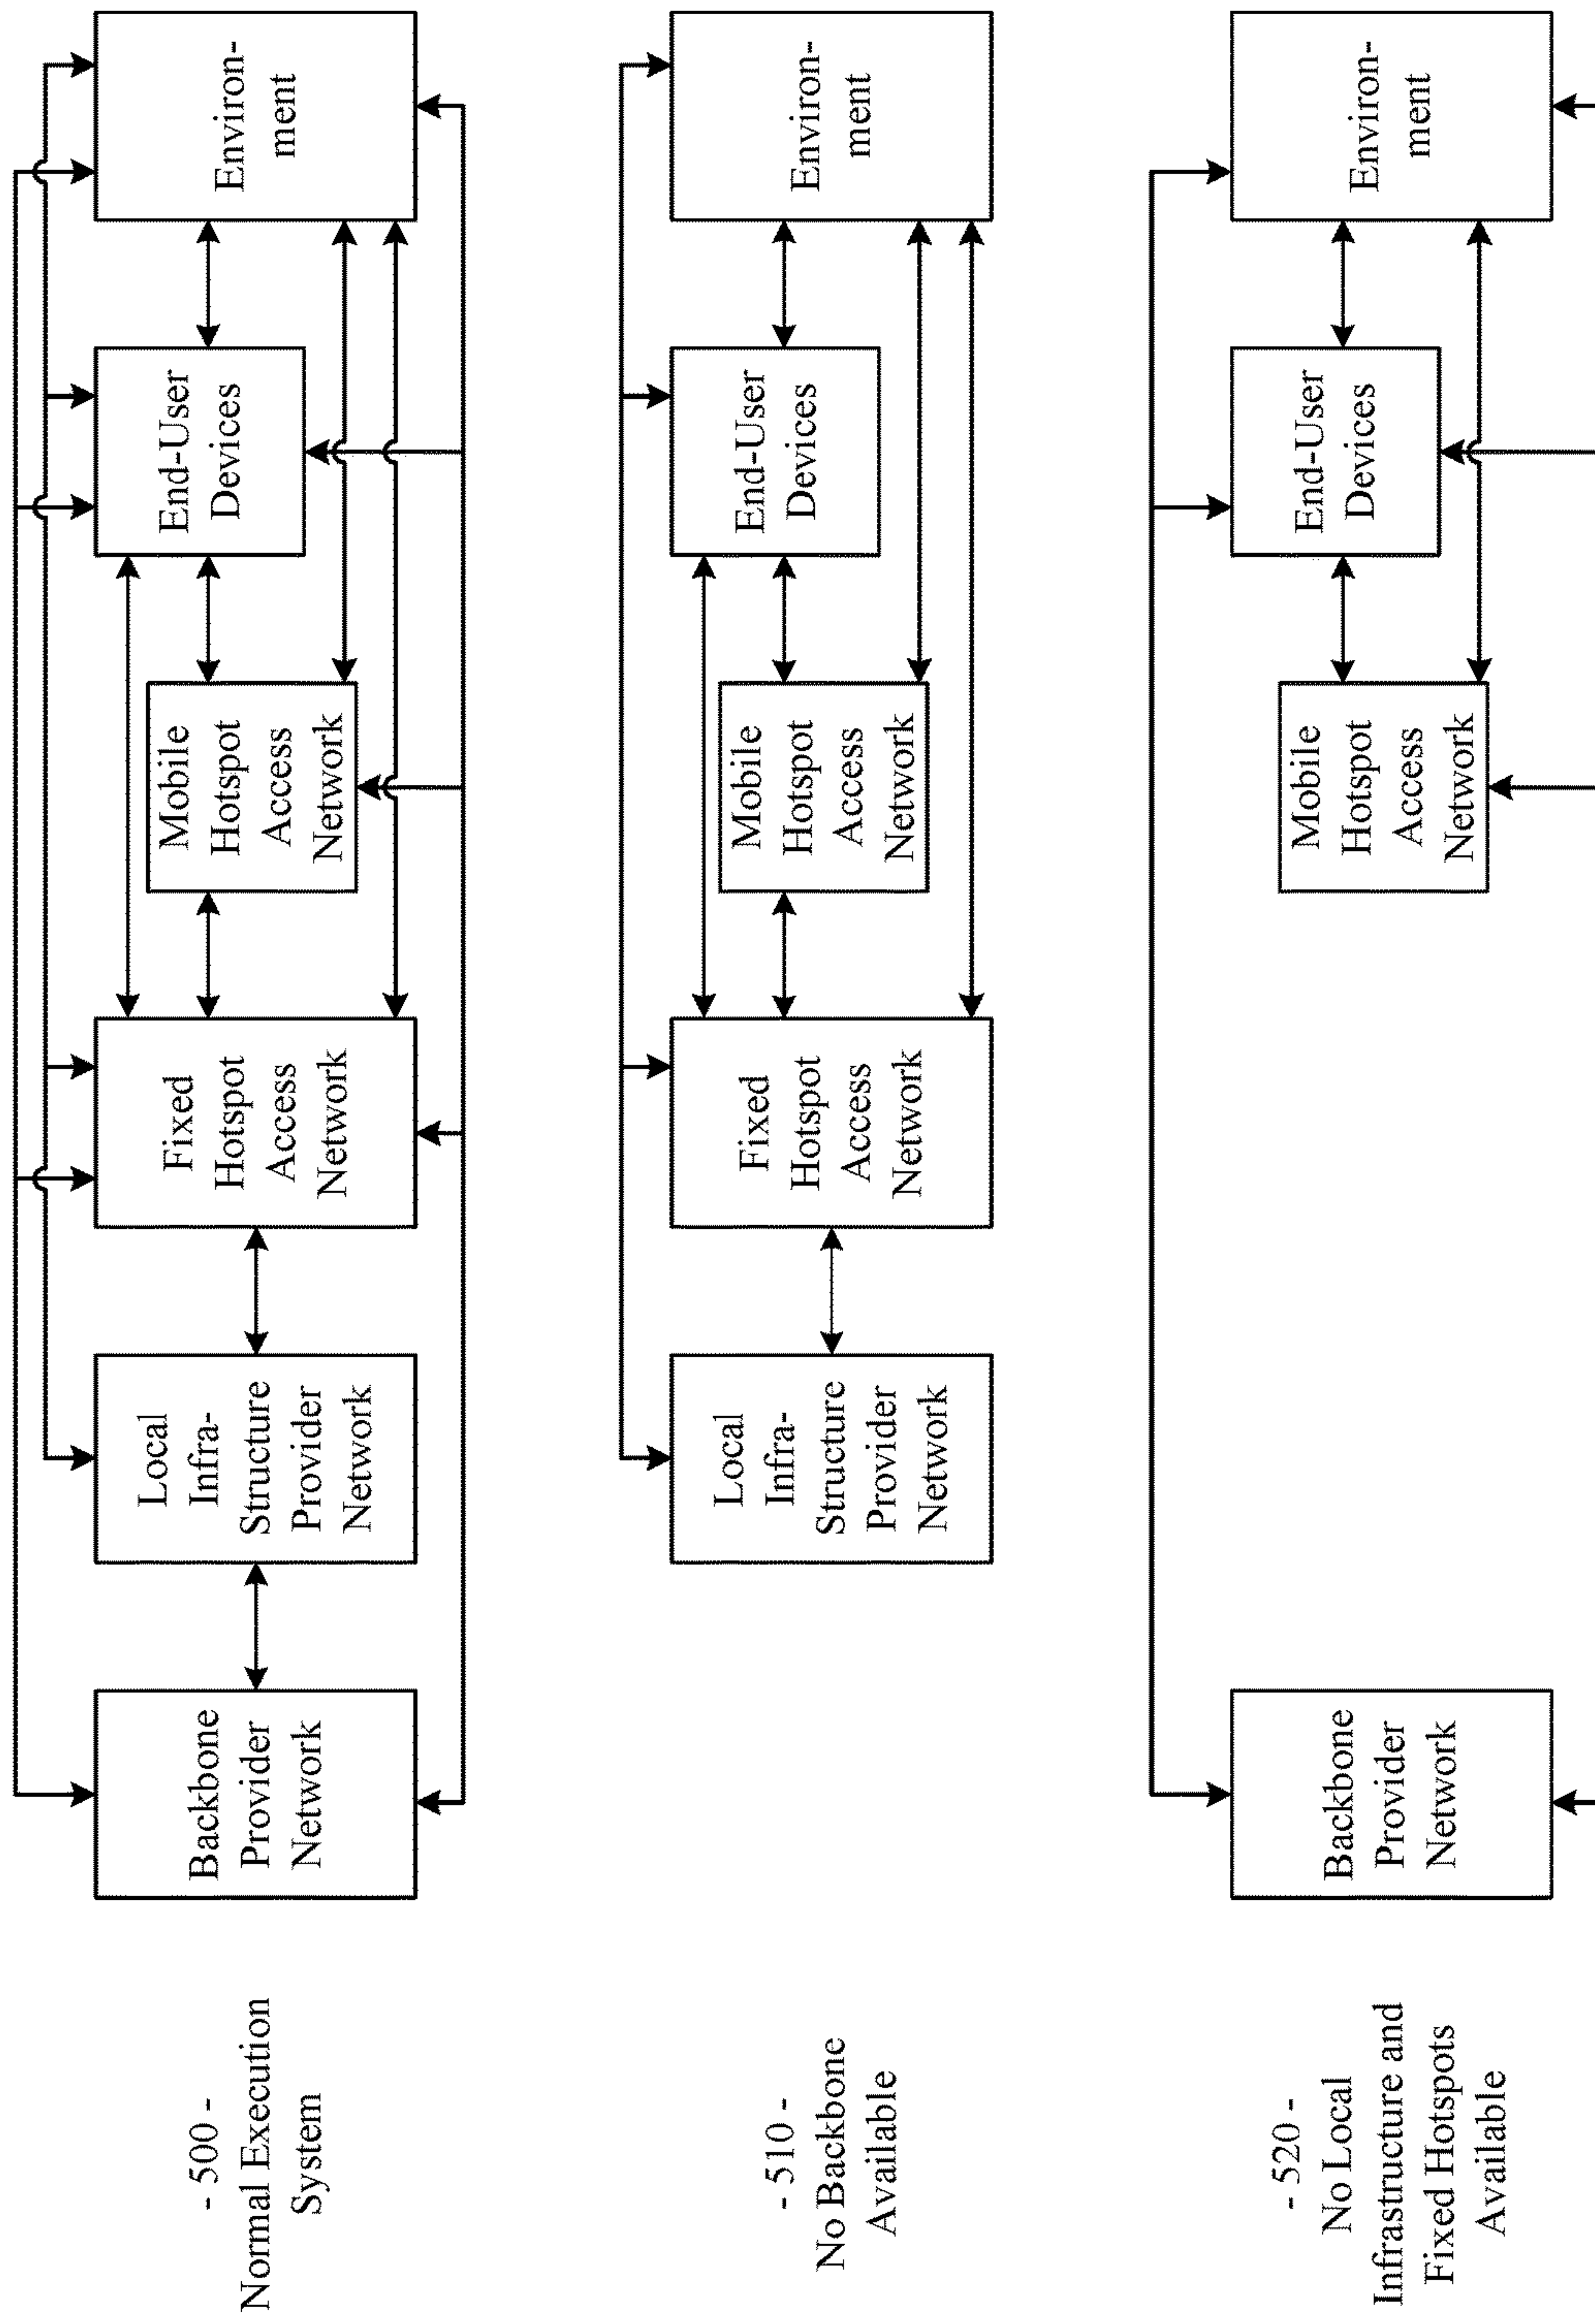 - 500 -
Normal Execution
System
Backbone
Provider
Network
Local
Infra-
Structure
Provider
Network
Fixed
Hotspot
Access
Network
Mobile
Hotspot
Access
Network
End-User
Devices
Environ-
ment
- 510 -
No Backbone
Available
Local
Infra-
Structure
Provider
Network
Fixed
Hotspot
Access
Network
Mobile
Hotspot
Access
Network
End-User
Devices
Environ-
ment
- 520 -
No Local
Infrastructure and
Fixed Hotspots
Available
Backbone
Provider
Network
Mobile
Hotspot
Access
Network
End-User
Devices
Environ-
ment